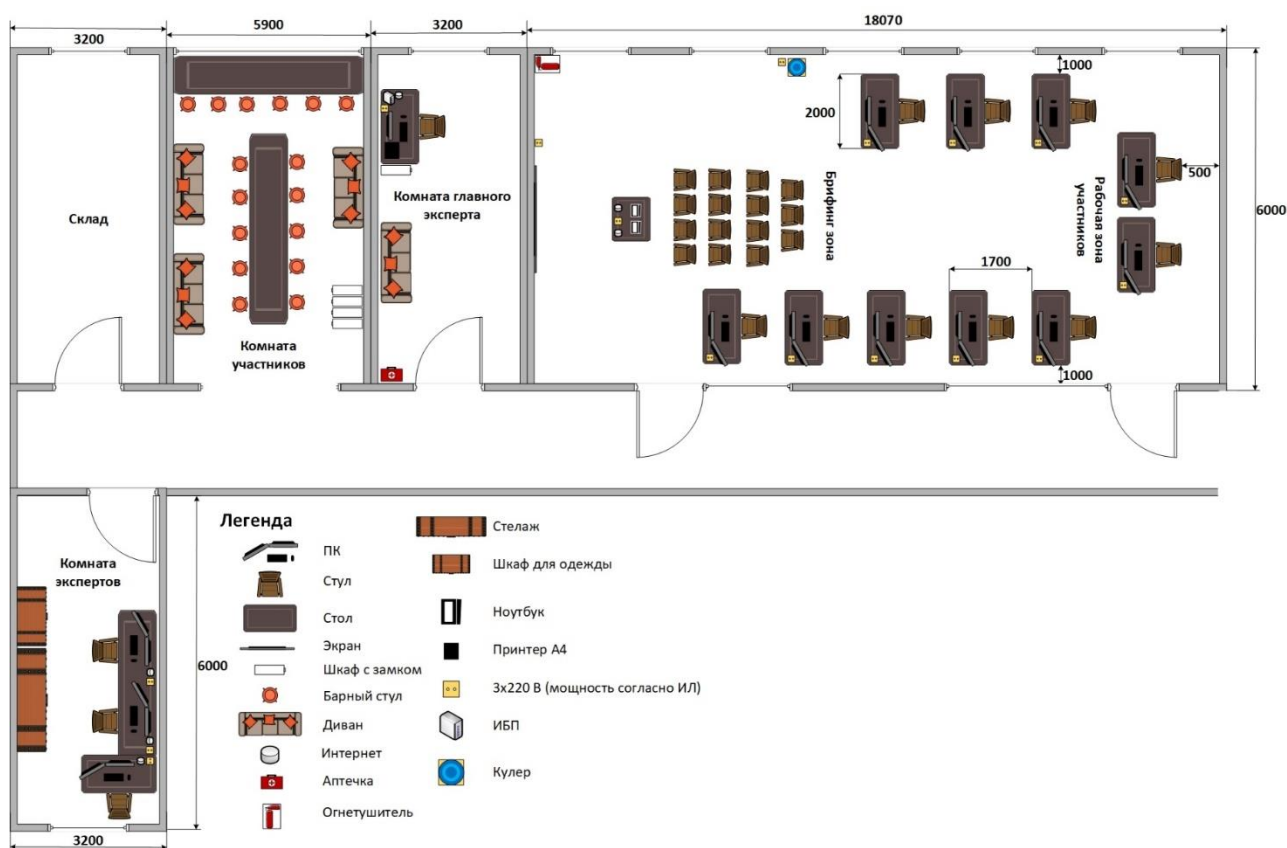 3200
5900
3200
18070
1000
2000
500
6000
1700
1000
Склад
Комната
участников
Комната главного
эксперта
Брифинг зона
Рабочая зона
участников
Комната
экспертов
6000
3200
Легенда
ПК
Стул
Стол
Экран
Шкаф с замком
Барный стул
Диван
Интернет
Аптечка
Огнетушитель
Стелаж
Шкаф для одежды
Ноутбук
Принтер А4
3х220 В (мощность согласно ИЛ)
ИБП
Кулер